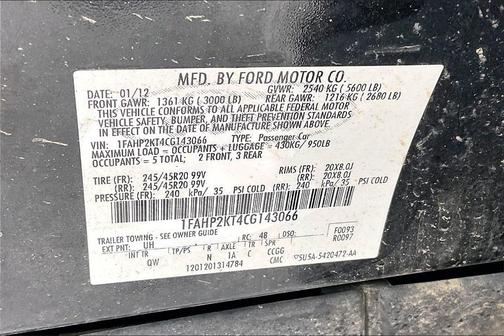 MFD. BY FORD MOTOR CO.
DATE: 01/12 GVWR: 2540 KG (5600 LB)
FRONT GAWR: 1361 KG (3000 LB) REAR GAWR: 1216 KG (2680 LB)
THIS VEHICLE CONFORMS TO ALL APPLICABLE FEDERAL MOTOR
VEHICLE SAFETY, BUMPER, AND THEFT PREVENTION STANDARDS
IN EFFECT ON THE DATE OF MANUFACTURE SHOWN ABOVE.
VEHICLE: 1FAHP2KT4CG143066 TYPE: Passenger Car
MAXIMUM LOAD = OCCUPANTS + LUGGAGE = 430KG/950LB
OCCUPANTS = 5 TOTAL; 2 FRONT, 3 REAR
TIRE (FR): 245/45R20 99V RIMS (FR): 20X8.0J
(RR): 245/45R20 99V (RR): 20X8.0J
PRESSURE (FR): 240 kPa/ 35 PSI COLD (RR): 240 kPa/ 35 PSI COLD
1FAHP2KT4CG143066
TRAILER TOWING - SEE OWNER GUIDE
EXT PNT: UH RC: 48 DSO: F0093
R0097
INT TR TP/PS R AXLE TR SPR
QW N 1A C CCGG
1201201314784 CMC 5U5A-5420472-AA